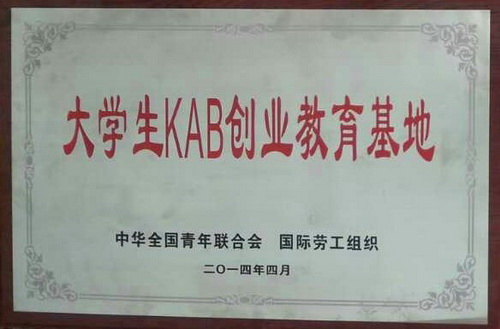 大学生KAB创业教育基地
中华全国青年联合会 国际劳工组织
二〇一四年四月